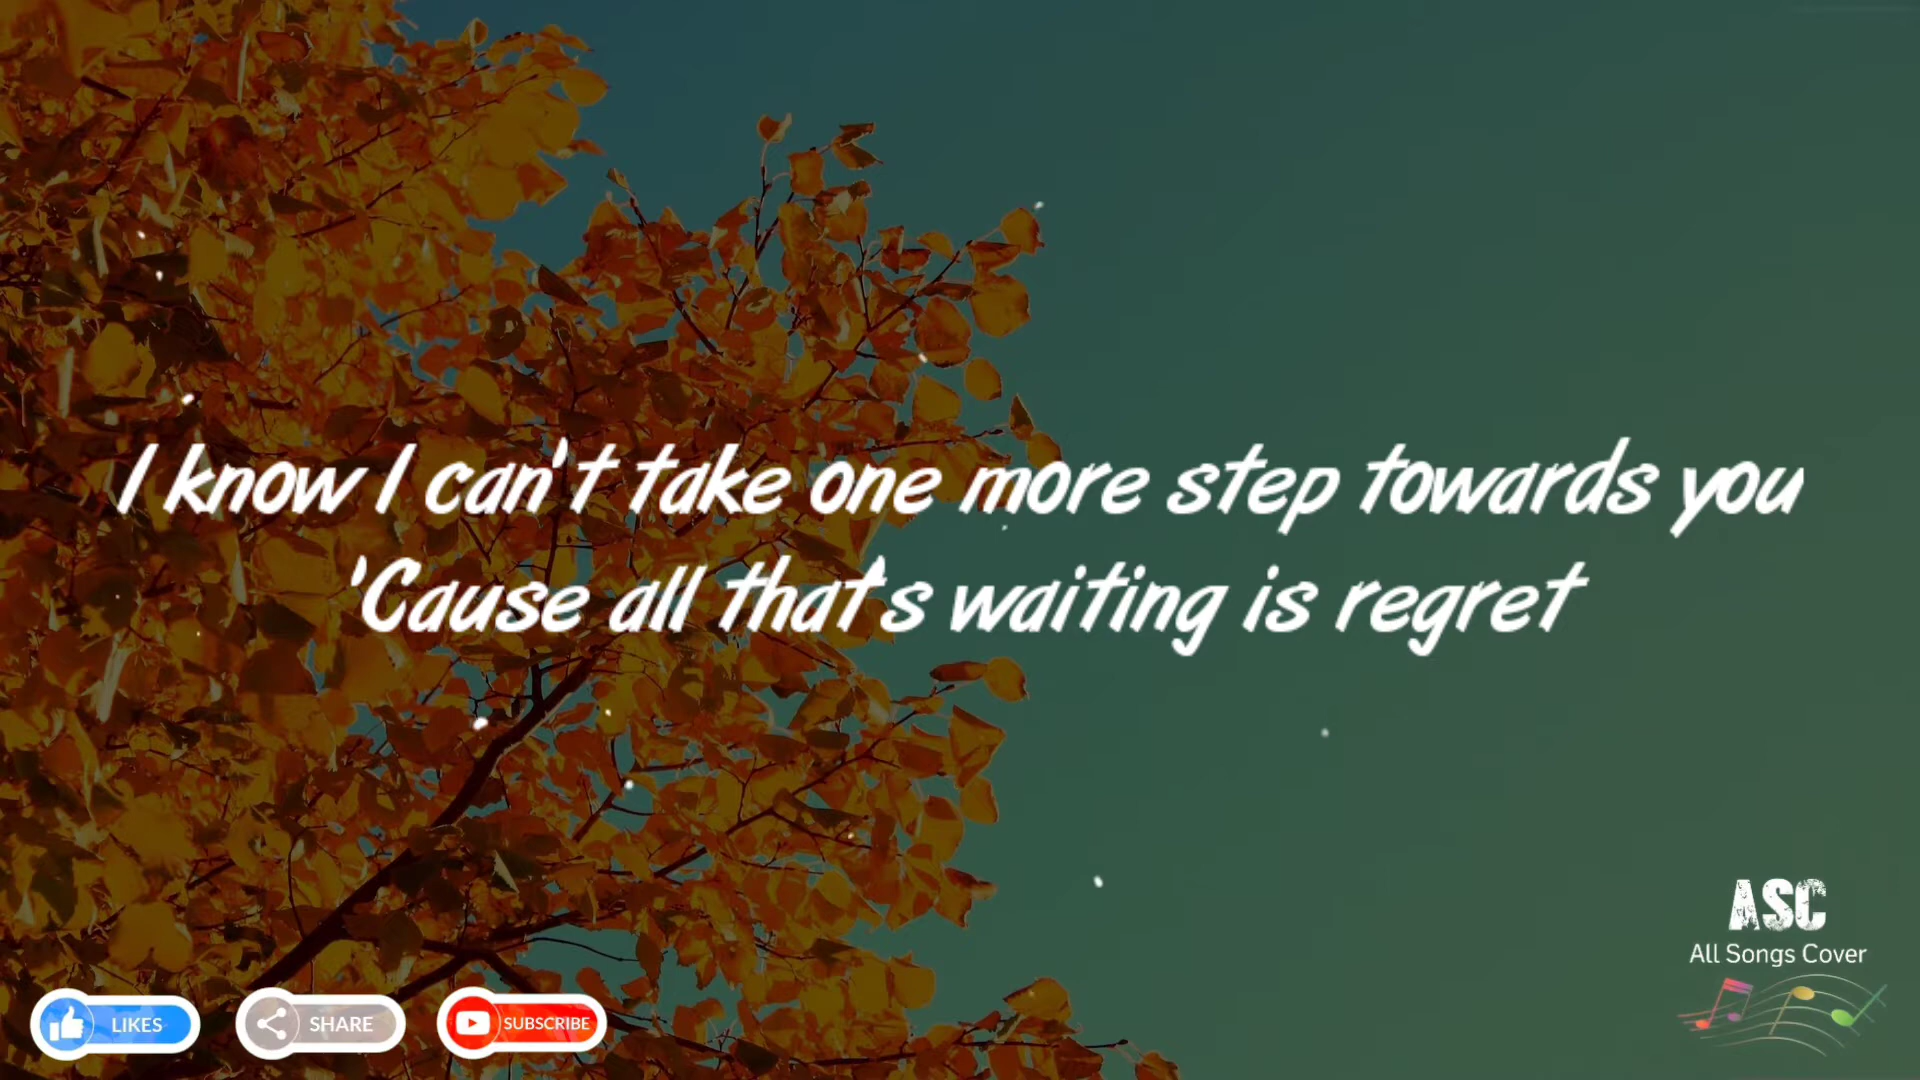 I know I can't take one more step towards you
'Cause all that's waiting is regret
ASC
All Songs Cover
LIKES
SHARE
SUBSCRIBE